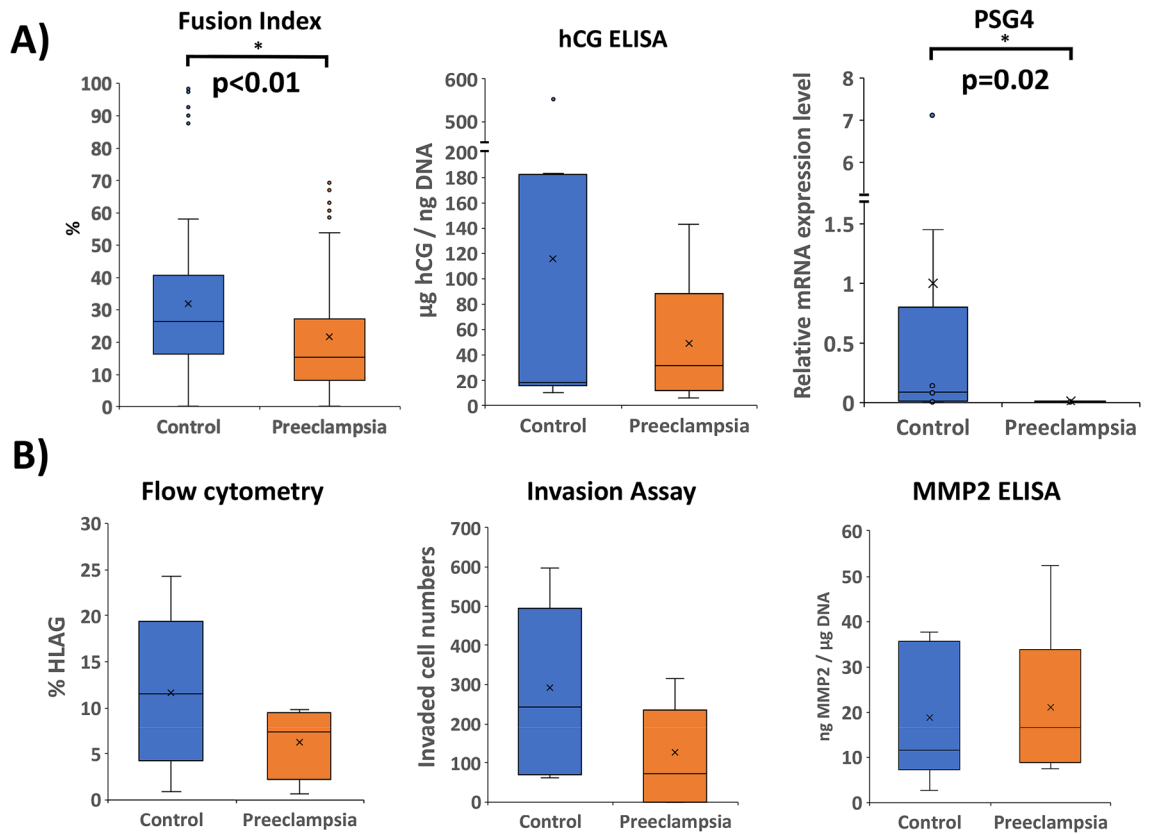 A)
Fusion Index
*
p<0.01
%
100
90
80
70
60
50
40
30
20
10
0
Control
Preeclampsia
hCG ELISA
µg hCG / ng DNA
600
500
200
180
160
140
120
100
80
60
40
20
0
Control
Preeclampsia
PSG4
*
p=0.02
Relative mRNA expression level
8
7
6
1.5
1
0.5
0
Control
Preeclampsia
B)
Flow cytometry
% HLAG
30
25
20
15
10
5
0
Control
Preeclampsia
Invasion Assay
Invaded cell numbers
700
600
500
400
300
200
100
0
Control
Preeclampsia
MMP2 ELISA
ng MMP2 / µg DNA
60
50
40
30
20
10
0
Control
Preeclampsia